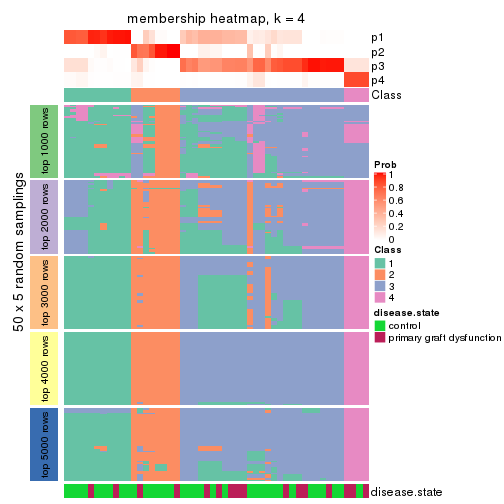 membership heatmap, k = 4
p1
p2
p3
p4
Class
50 x 5 random samplings
top 1000 rows
top 2000 rows
top 3000 rows
top 4000 rows
top 5000 rows
Prob
1
0.8
0.6
0.4
0.2
0
Class
1
2
3
4
disease.state
control
primary graft dysfunction
disease.state